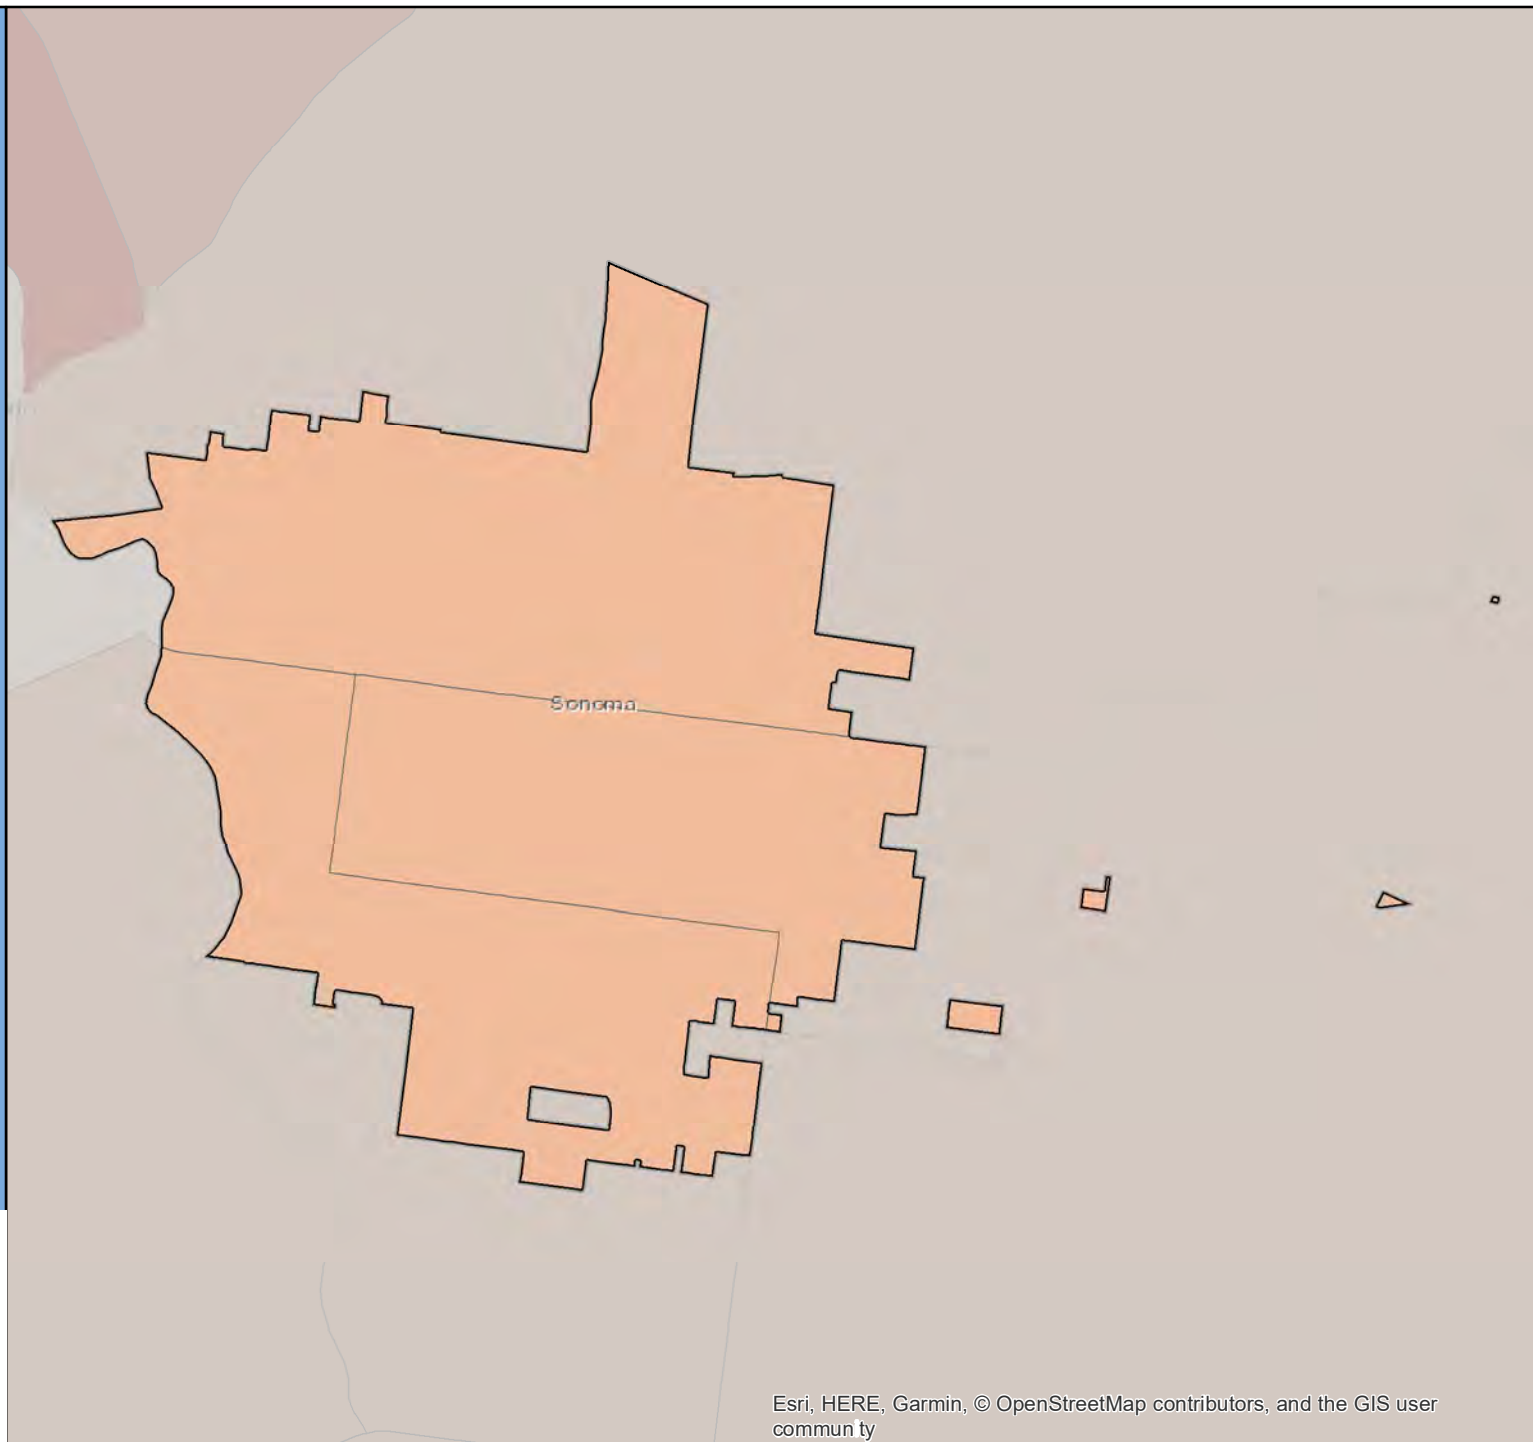 Sonoma
Esri, HERE, Garmin, © OpenStreetMap contributors, and the GIS user
commun ty